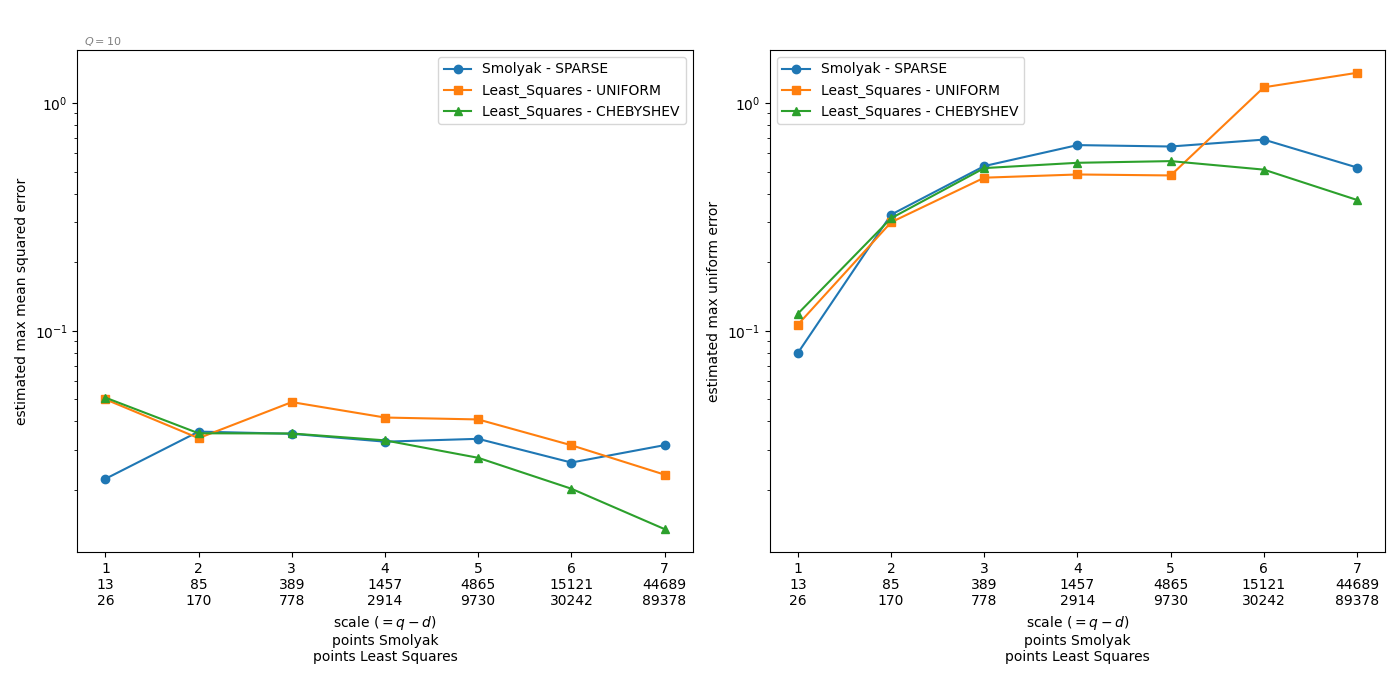 Q = 10
Smolyak - SPARSE
Least_Squares - UNIFORM
Least_Squares - CHEBYSHEV
estimated max mean squared error
10⁰
10⁻¹
1 2 3 4 5 6 7
13 85 389 1457 4865 15121 44689
26 170 778 2914 9730 30242 89378
scale (= q − d)
points Smolyak
points Least Squares
Smolyak - SPARSE
Least_Squares - UNIFORM
Least_Squares - CHEBYSHEV
estimated max uniform error
10⁰
10⁻¹
1 2 3 4 5 6 7
13 85 389 1457 4865 15121 44689
26 170 778 2914 9730 30242 89378
scale (= q − d)
points Smolyak
points Least Squares